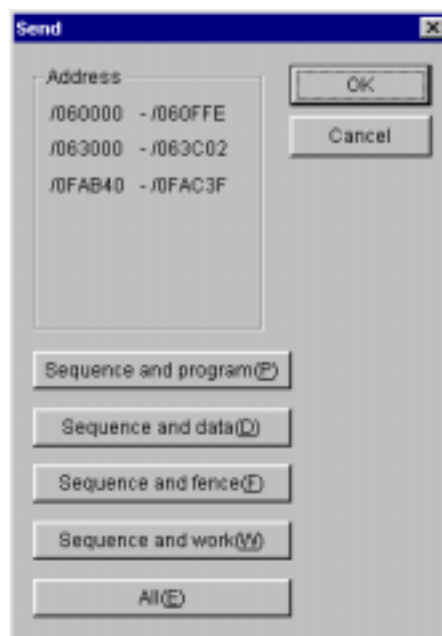 Send
Address
/060000 - /060FFE
/063000 - /063C02
/0FAB40 - /0FAC3F
OK
Cancel
Sequence and program(P)
Sequence and data(D)
Sequence and fence(F)
Sequence and work(W)
All(E)